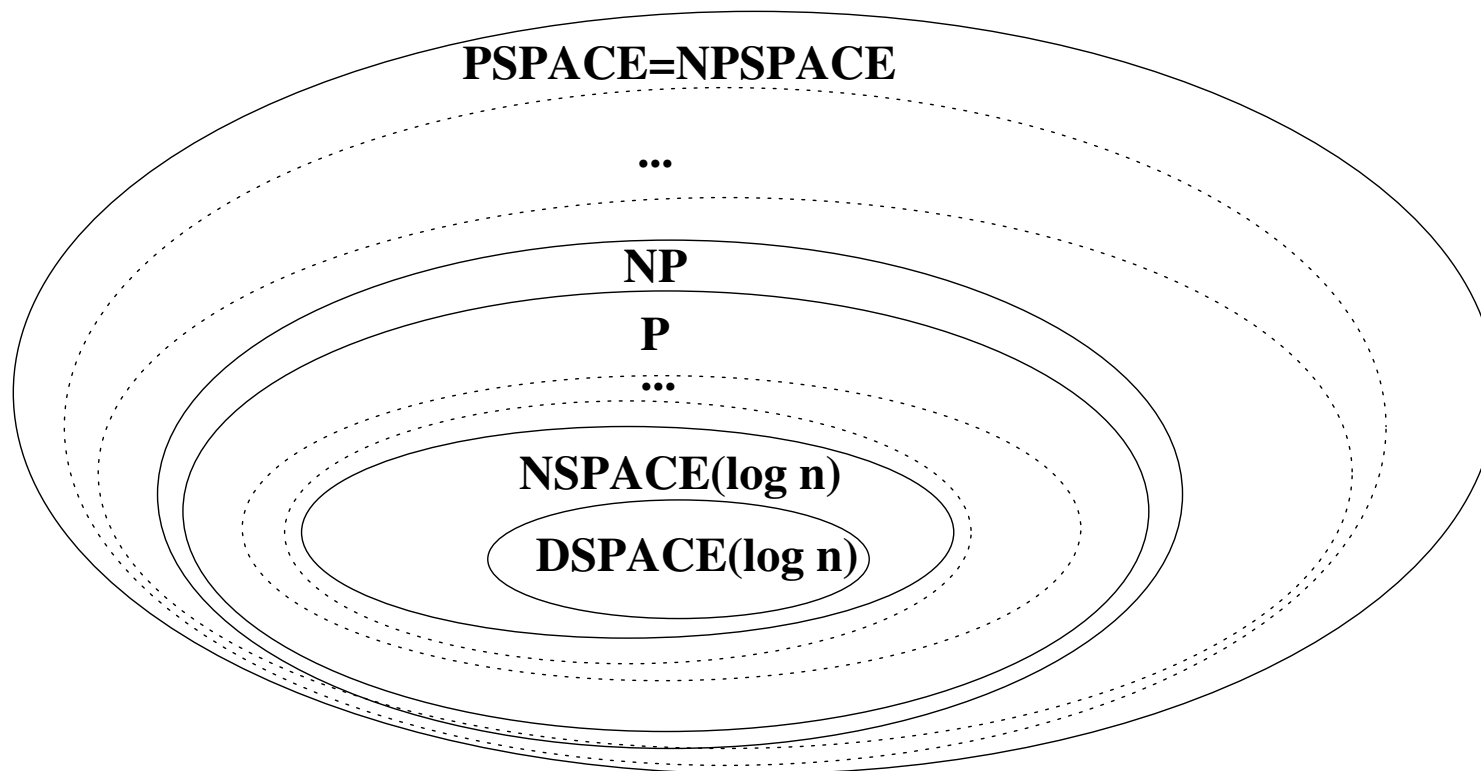 PSPACE=NPSPACE
...
NP
P
...
NSPACE(log n)
DSPACE(log n)